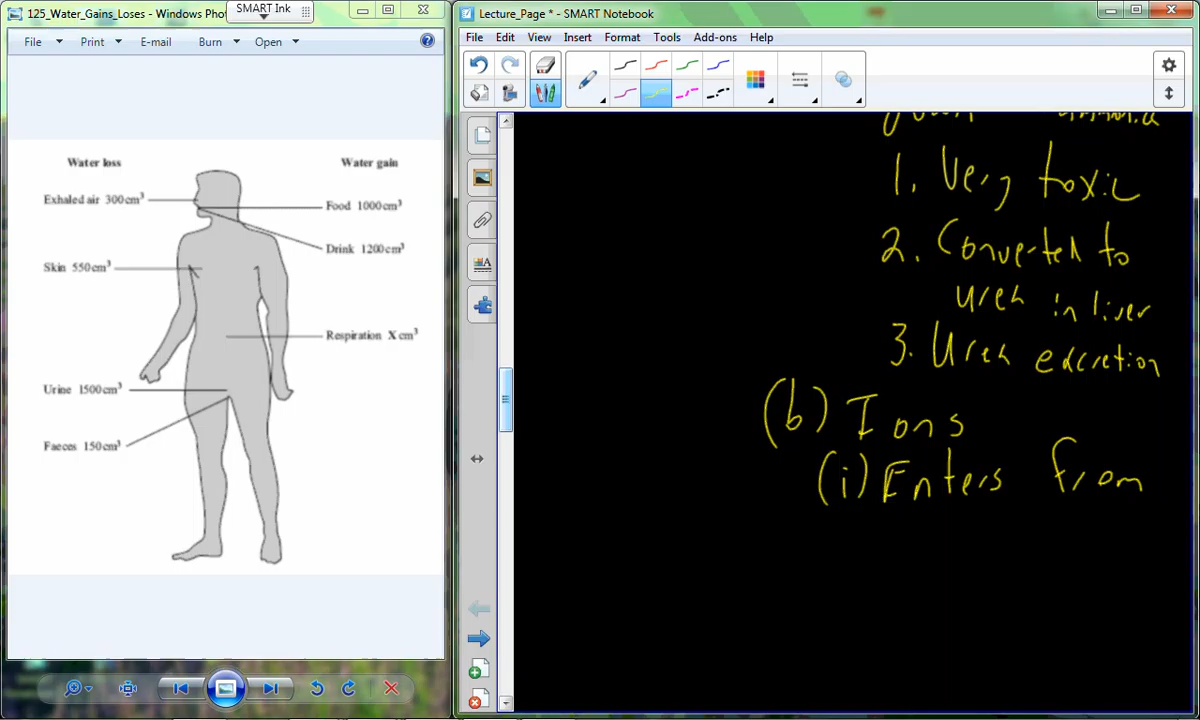 125_Water_Gains_Loses - Windows Phot
SMART Ink
File Print E-mail Burn Open
Water loss
Water gain
Exhaled air 300cm³
Food 1000cm³
Drink 1200cm³
Skin 550cm³
Respiration X cm³
Urine 1500cm³
Faeces 150cm³
Lecture_Page * - SMART Notebook
File Edit View Insert Format Tools Add-ons Help
1. Very toxic
2. Converted to
urea in liver
3. Urea excretion
(b) Ions
(i) Enters from